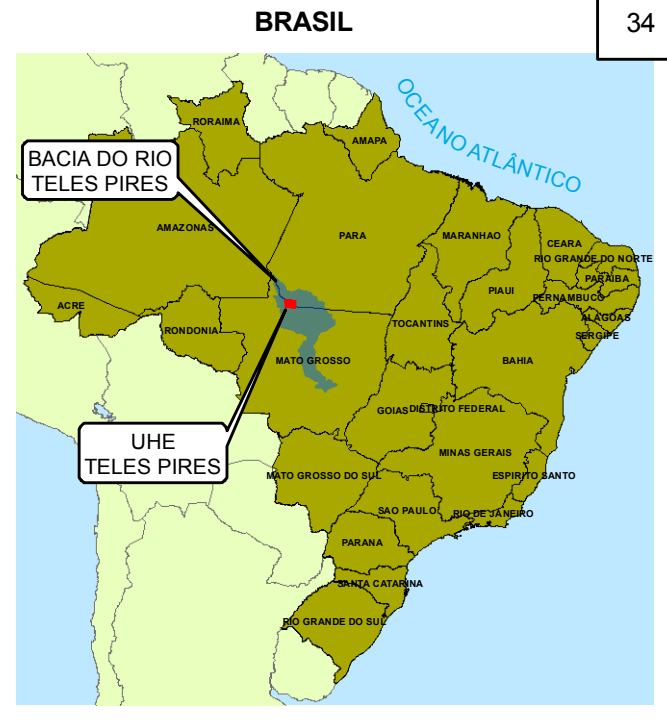 BRASIL
34
OCEANO ATLÂNTICO
RORAIMA
AMAPA
BACIA DO RIO
TELES PIRES
AMAZONAS
PARA
MARANHAO
CEARA
RIO GRANDE DO NORTE
PARAIBA
PIAUI
PERNAMBUCO
ACRE
ALAGOAS
TOCANTINS
RONDONIA
SERGIPE
MATO GROSSO
BAHIA
GOIAS
DISTRITO FEDERAL
UHE
TELES PIRES
MINAS GERAIS
MATO GROSSO DO SUL
ESPIRITO SANTO
SAO PAULO
RIO DE JANEIRO
PARANA
SANTA CATARINA
RIO GRANDE DO SUL